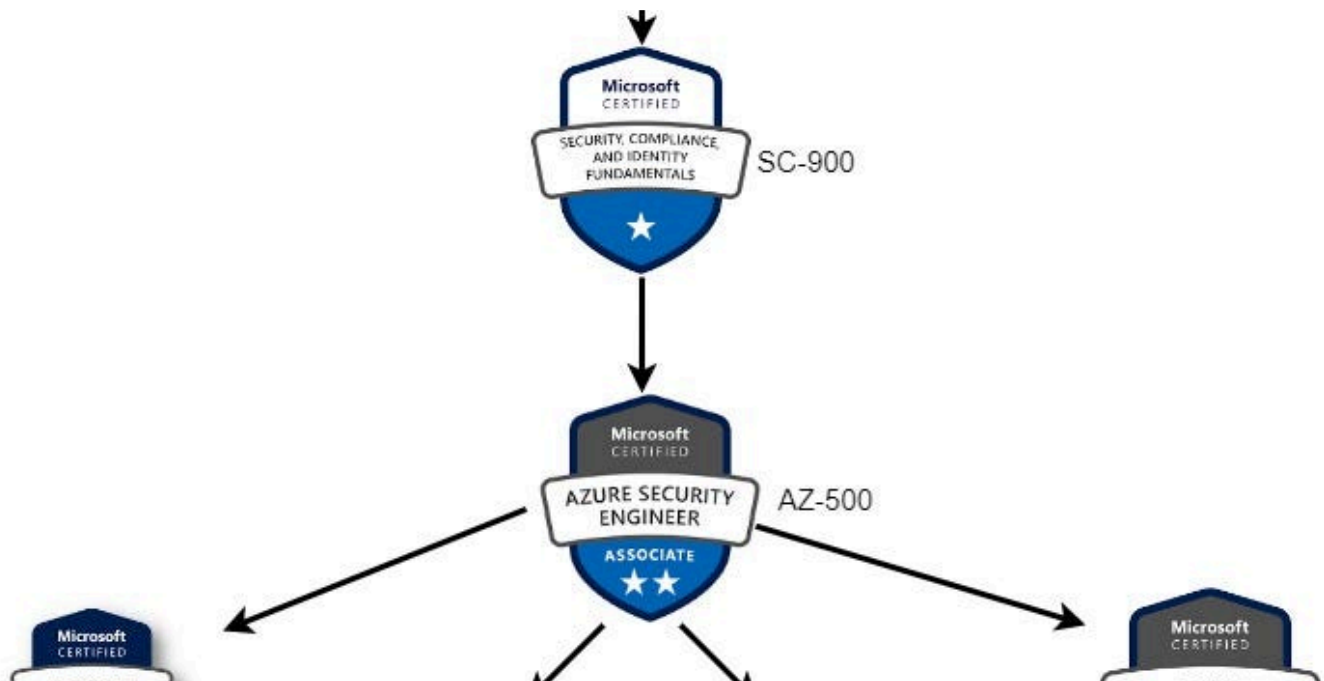 Microsoft
CERTIFIED
SECURITY, COMPLIANCE,
AND IDENTITY
FUNDAMENTALS
SC-900
Microsoft
CERTIFIED
AZURE SECURITY
ENGINEER
ASSOCIATE
AZ-500
Microsoft
CERTIFIED
Microsoft
CERTIFIED